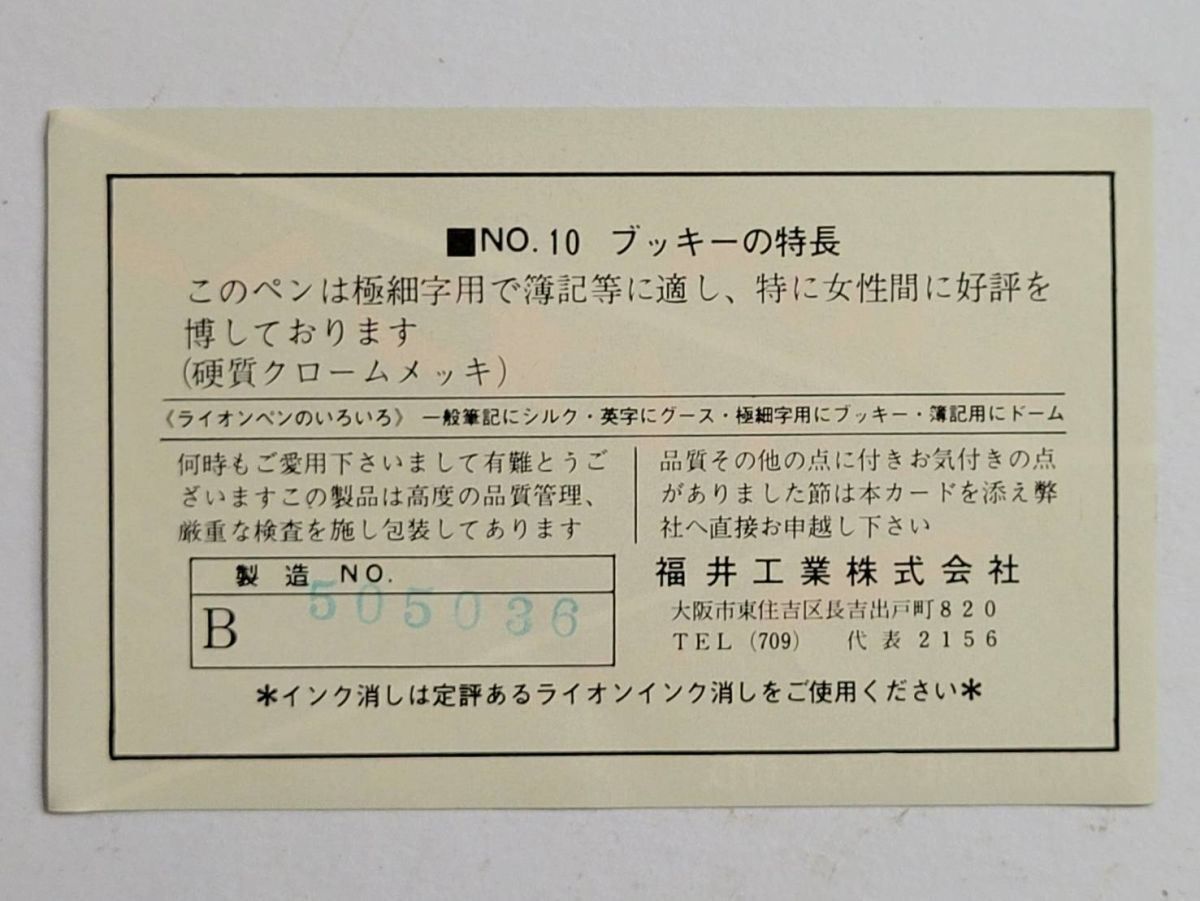 ■NO.10 ブッキーの特長
このペンは極細字用で簿記等に適し、特に女性間に好評を
博しております
(硬質クロームメッキ)
《ライオンペンのいろいろ》 一般筆記にシルク・英字にグース・極細字用にブッキー・簿記用にドーム
何時もご愛用下さいまして有難とうご
ざいますこの製品は高度の品質管理、
厳重な検査を施し包装してあります
品質その他の点に付きお気付きの点
がありました節は本カードを添え弊
社へ直接お申越し下さい
製造 NO.
B 505036
福井工業株式会社
大阪市東住吉区長吉出戸町820
TEL (709) 代表 2156
*インク消しは定評あるライオンインク消しをご使用ください*